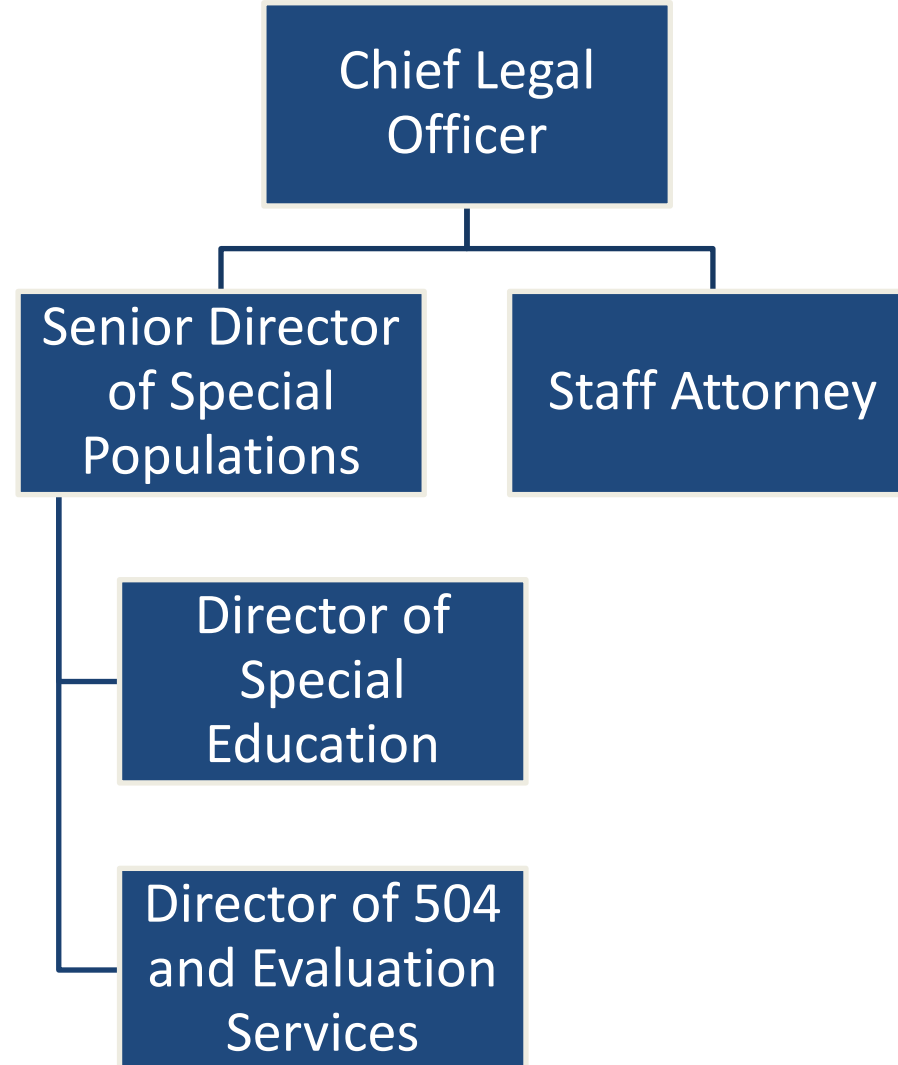 Chief Legal
Officer
Senior Director
of Special
Populations
Staff Attorney
Director of
Special
Education
Director of 504
and Evaluation
Services